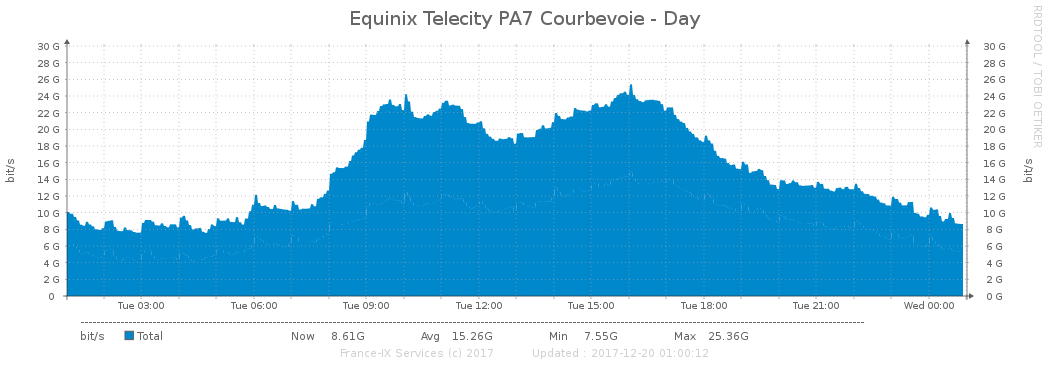 Equinix Telecity PA7 Courbevoie - Day
RRDTOOL / TOBI OETIKER
bit/s
30 G
28 G
26 G
24 G
22 G
20 G
18 G
16 G
14 G
12 G
10 G
8 G
6 G
4 G
2 G
0
30 G
28 G
26 G
24 G
22 G
20 G
18 G
16 G
14 G
12 G
10 G
8 G
6 G
4 G
2 G
0 G
bit/s
Tue 03:00 Tue 06:00 Tue 09:00 Tue 12:00 Tue 15:00 Tue 18:00 Tue 21:00 Wed 00:00
bit/s Total Now 8.61G Avg 15.26G Min 7.55G Max 25.36G
France-IX Services (c) 2017 Updated : 2017-12-20 01:00:12